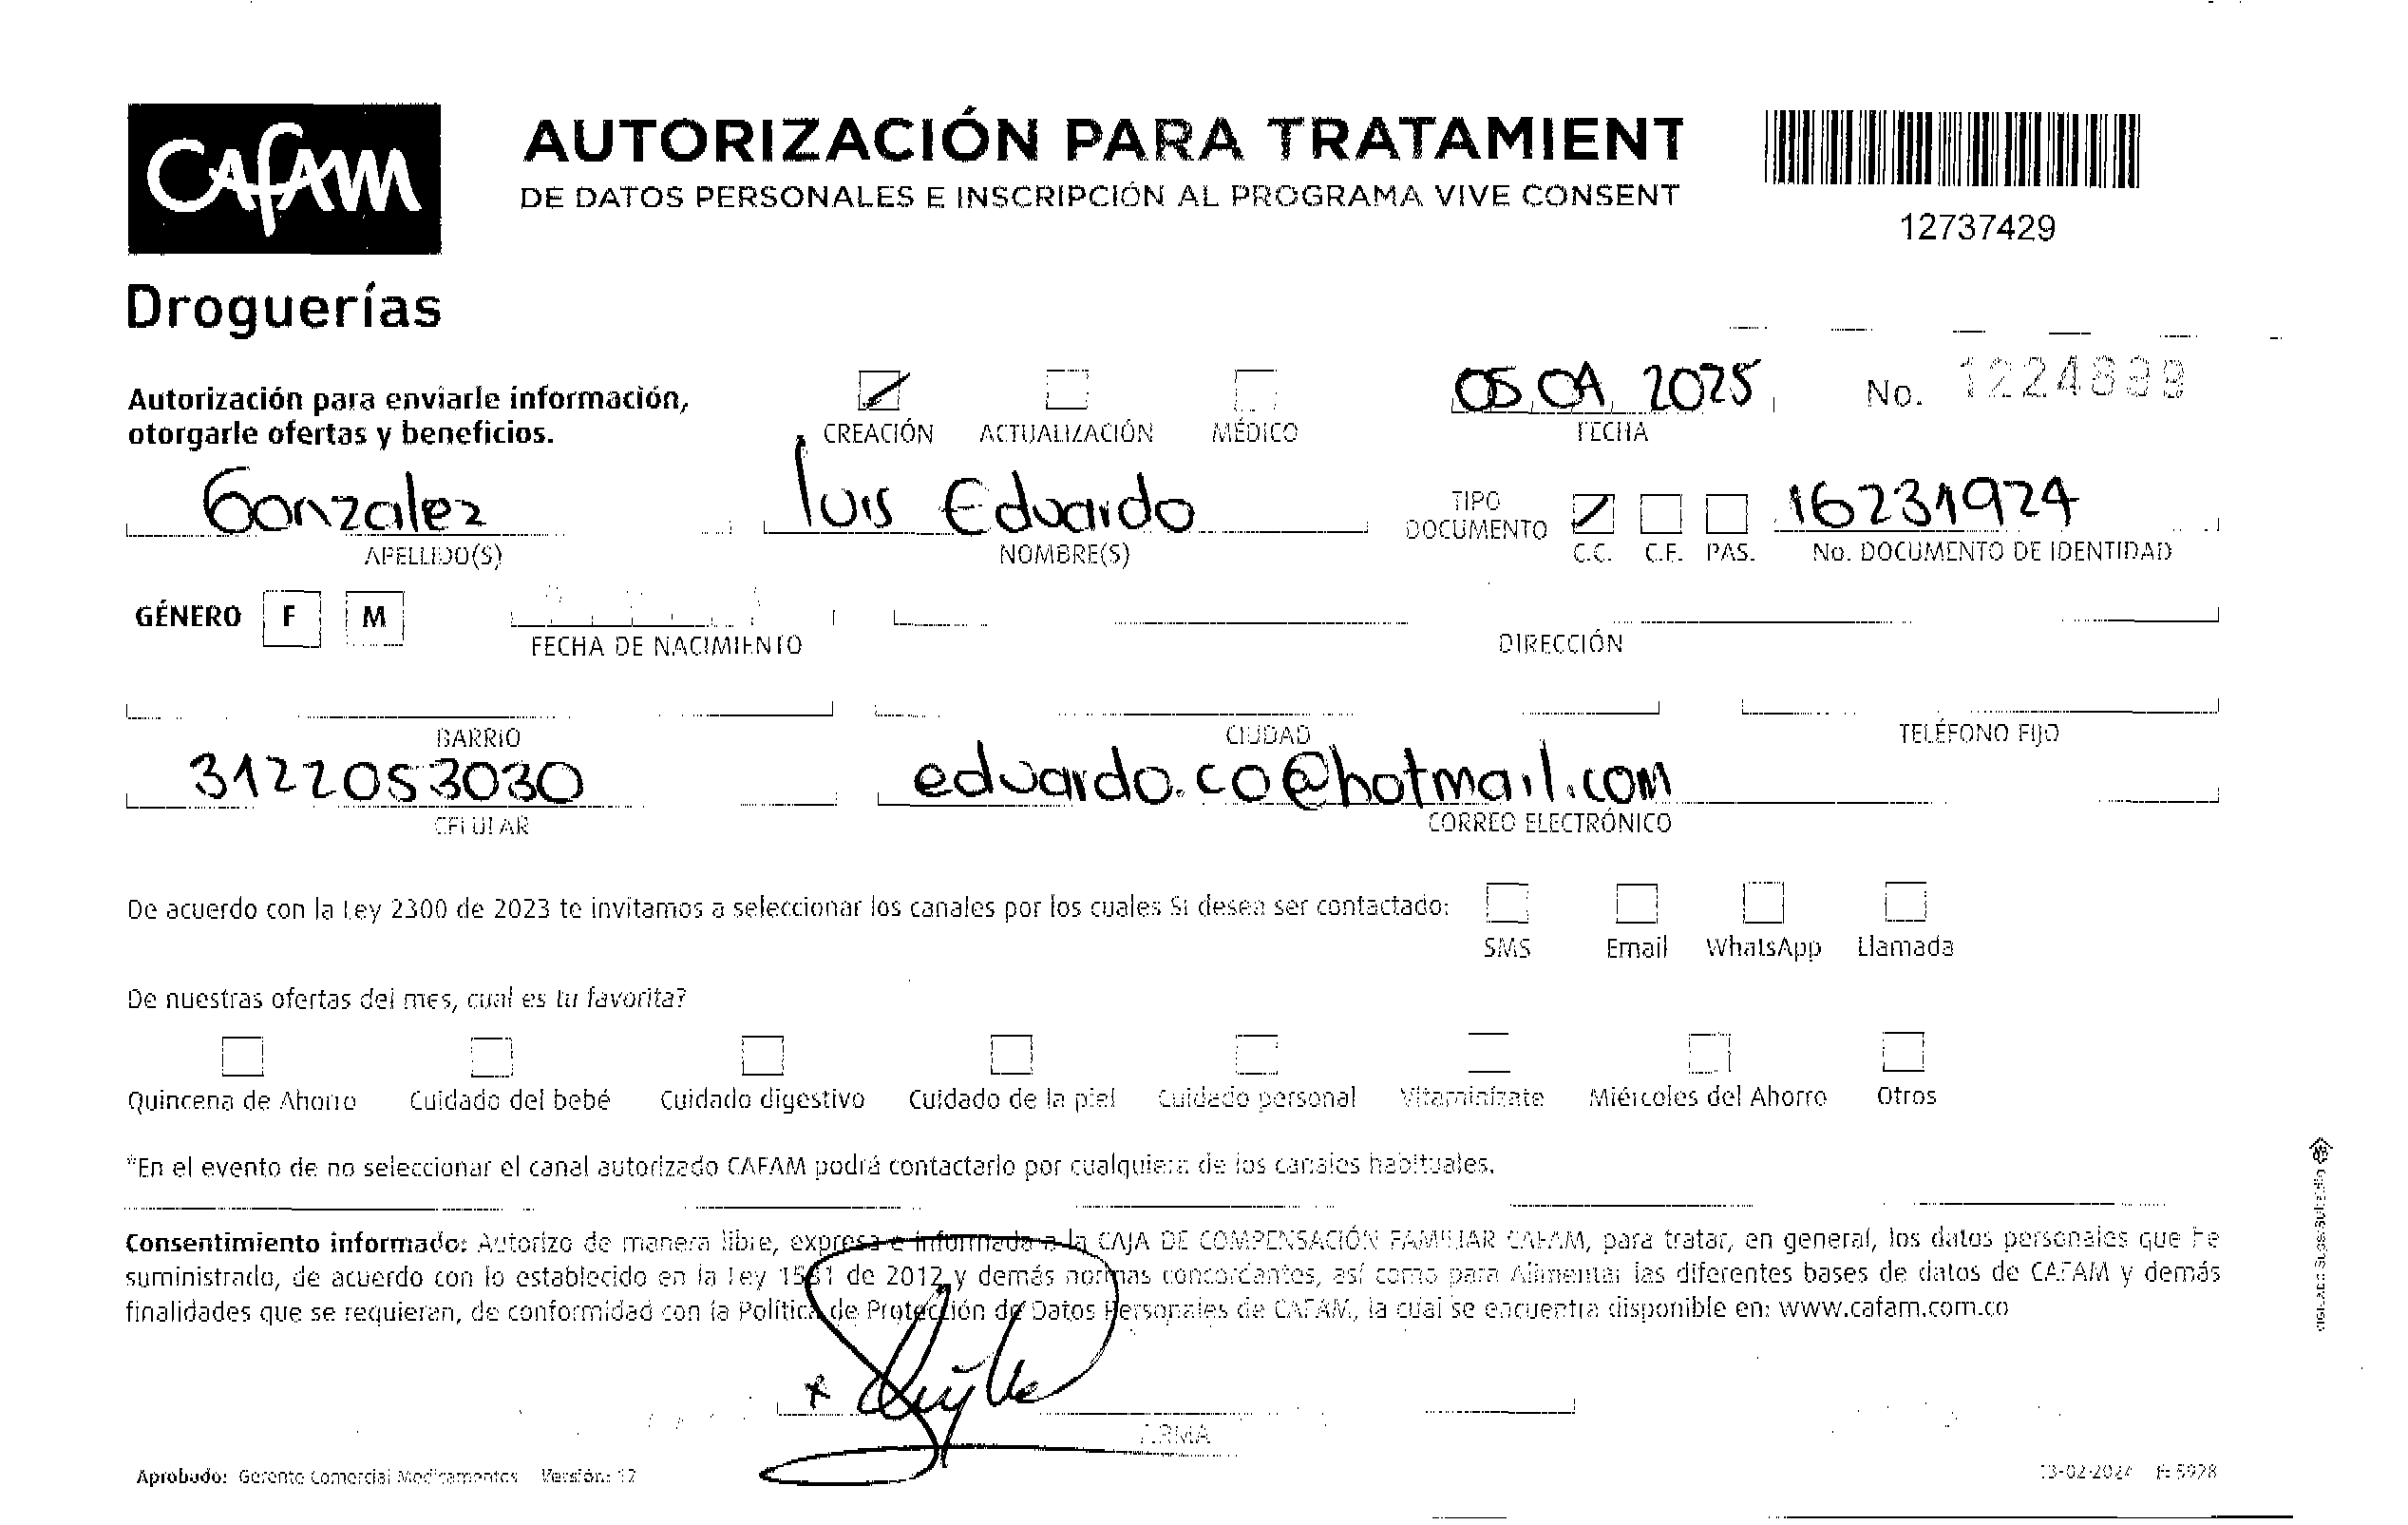 CAFAM
AUTORIZACIÓN PARA TRATAMIENT
DE DATOS PERSONALES E INSCRIPCIÓN AL PROGRAMA VIVE CONSENT
12737429
Droguerías
Autorización para enviarle información,
otorgarle ofertas y beneficios.
CREACIÓN ACTUALIZACIÓN MÉDICO
05 04 2025
FECHA
No.
Gonzalez luis Eduardo
APELLIDO(S) NOMBRE(S)
TIPO
DOCUMENTO
C.C. C.E. PAS.
16231924
No. DOCUMENTO DE IDENTIDAD
GÉNERO F M
FECHA DE NACIMIENTO DIRECCIÓN
BARRIO CIUDAD TELÉFONO FIJO
3122053030 eduardo.co@hotmail.com
CELULAR CORREO ELECTRÓNICO
De acuerdo con la Ley 2300 de 2023 te invitamos a seleccionar los canales por los cuales Si desea ser contactado:
SMS Email WhatsApp Llamada
De nuestras ofertas del mes, cual es tu favorita?
Quincena de Ahorro Cuidado del bebé Cuidado digestivo Cuidado de la piel Cuidado personal Vitaminízate Miércoles del Ahorro Otros
*En el evento de no seleccionar el canal autorizado CAFAM podrá contactarlo por cualquiera de los canales habituales.
Consentimiento informado: Autorizo de manera libre, expresa e informada a la CAJA DE COMPENSACIÓN FAMILIAR CAFAM, para tratar, en general, los datos personales que he
suministrado, de acuerdo con lo establecido en la Ley 1581 de 2012 y demás normas concordantes, así como para Alimentar las diferentes bases de datos de CAFAM y demás
finalidades que se requieran, de conformidad con la Política de Protección de Datos Personales de CAFAM, la cual se encuentra disponible en: www.cafam.com.co
FIRMA
Aprobado: Gerente Comercial Medicamentos Versión: 12
13-02-2024 F: 5928
VIGILADO SuperSubsidio